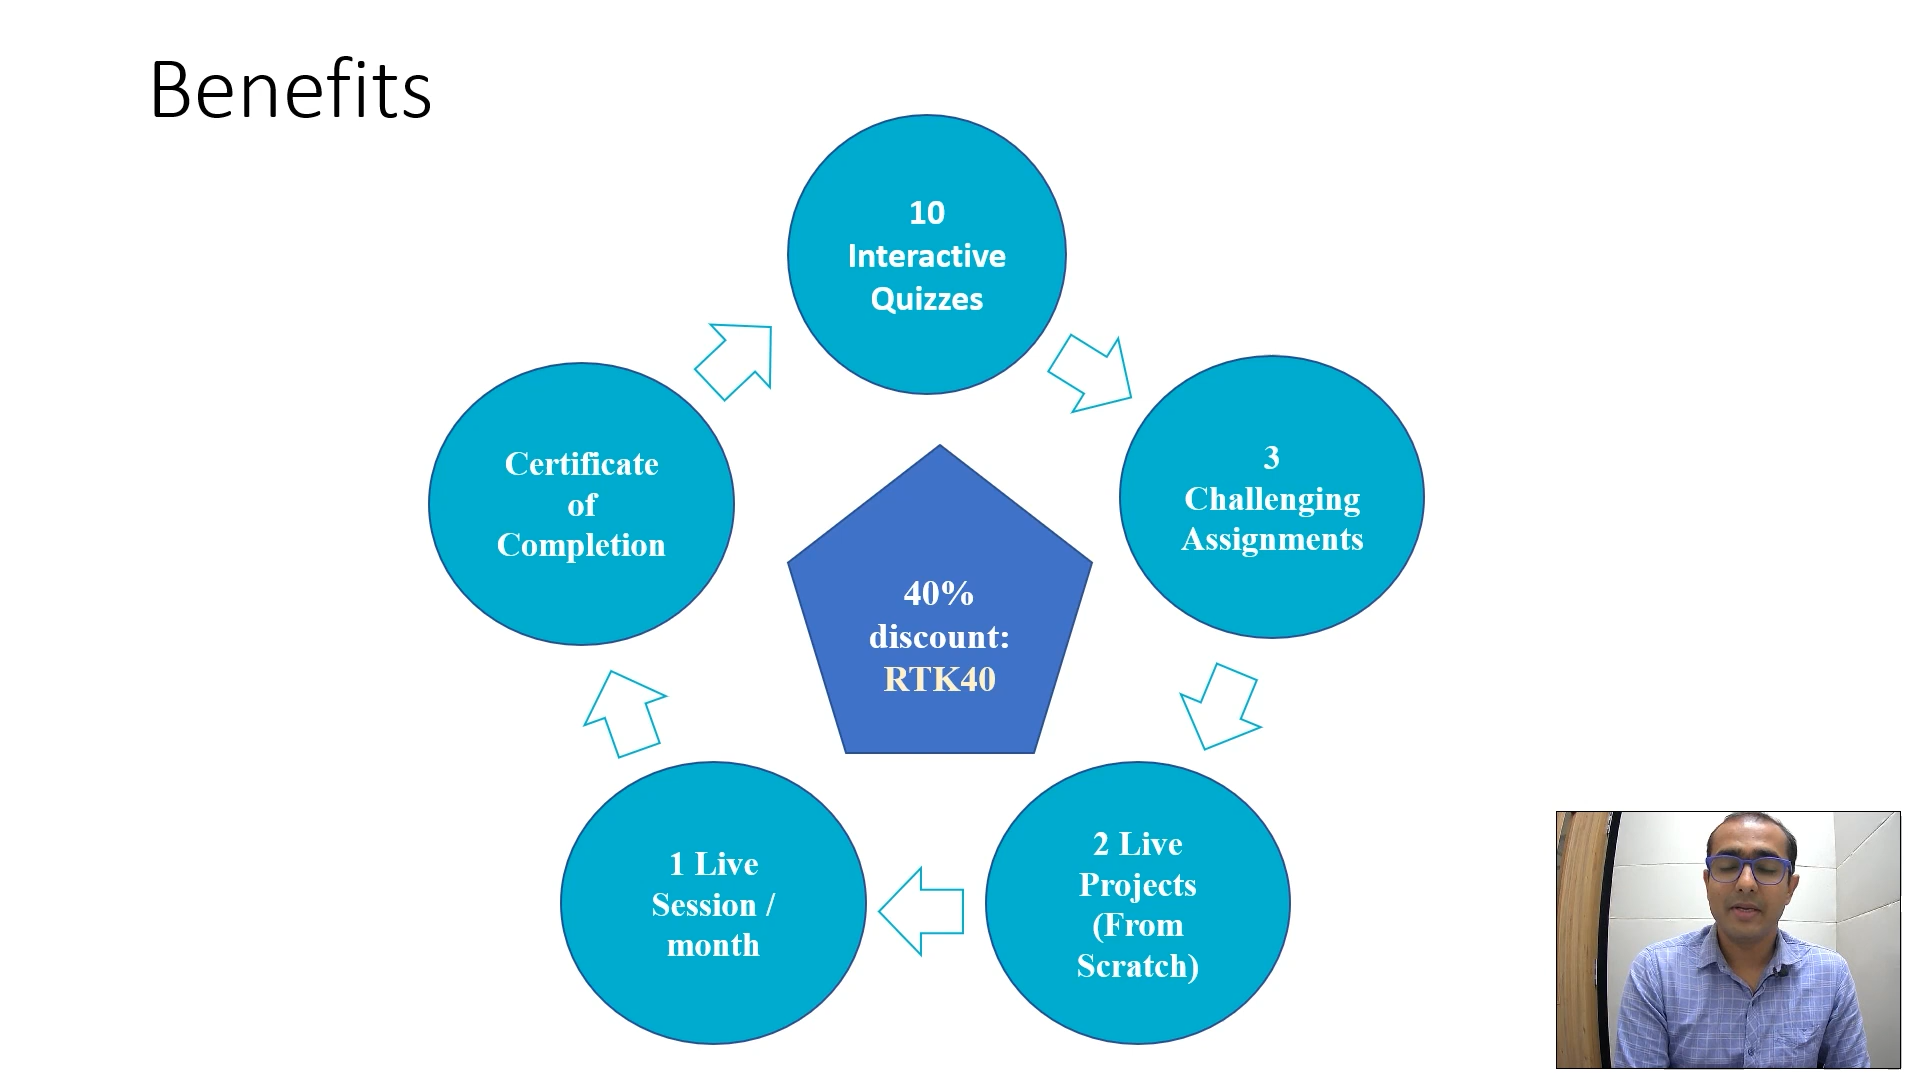 Benefits
10
Interactive
Quizzes
3
Challenging
Assignments
2 Live
Projects
(From
Scratch)
1 Live
Session /
month
Certificate
of
Completion
40%
discount:
RTK40